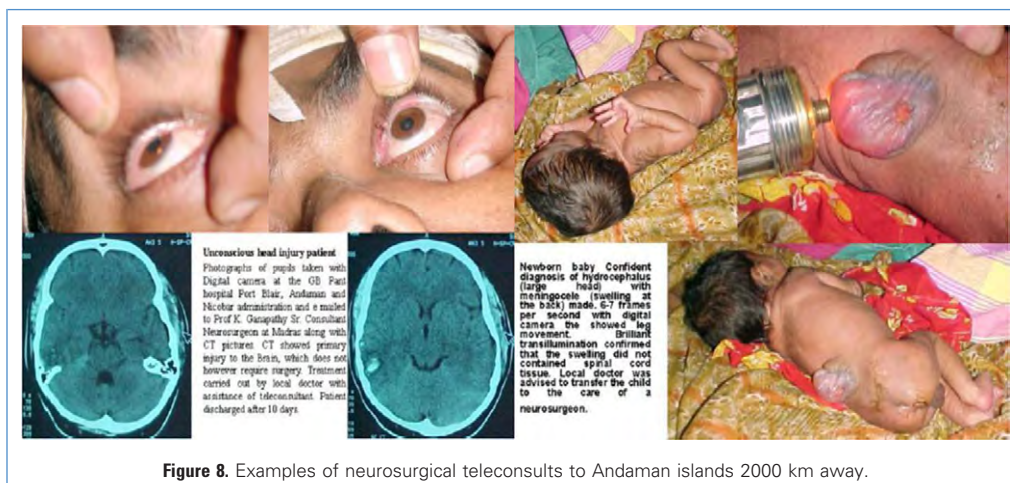 Unconscious head injury patient
Photographs of pupils taken with
Digital camera at the GB Pant
hospital Port Blair, Andaman and
Nicobar administration and e mailed
to Prof K. Ganapathy Sr. Consultant
Neurosurgeon at Madras along with
CT pictures. CT showed primary
injury to the Brain, which does not
however require surgery. Treatment
carried out by local doctor with
assistance of teleconsultant. Patient
discharged after 10 days.
Newborn baby Confident
diagnosis of hydrocephalus
(large head) with
meningocele (swelling at
the back) made. 6-7 frames
per second with digital
camera the showed leg
movement. Brilliant
transillumination confirmed
that the swelling did not
contained spinal cord
tissue. Local doctor was
advised to transfer the child
to the care of a
neurosurgeon.
Figure 8. Examples of neurosurgical teleconsults to Andaman islands 2000 km away.